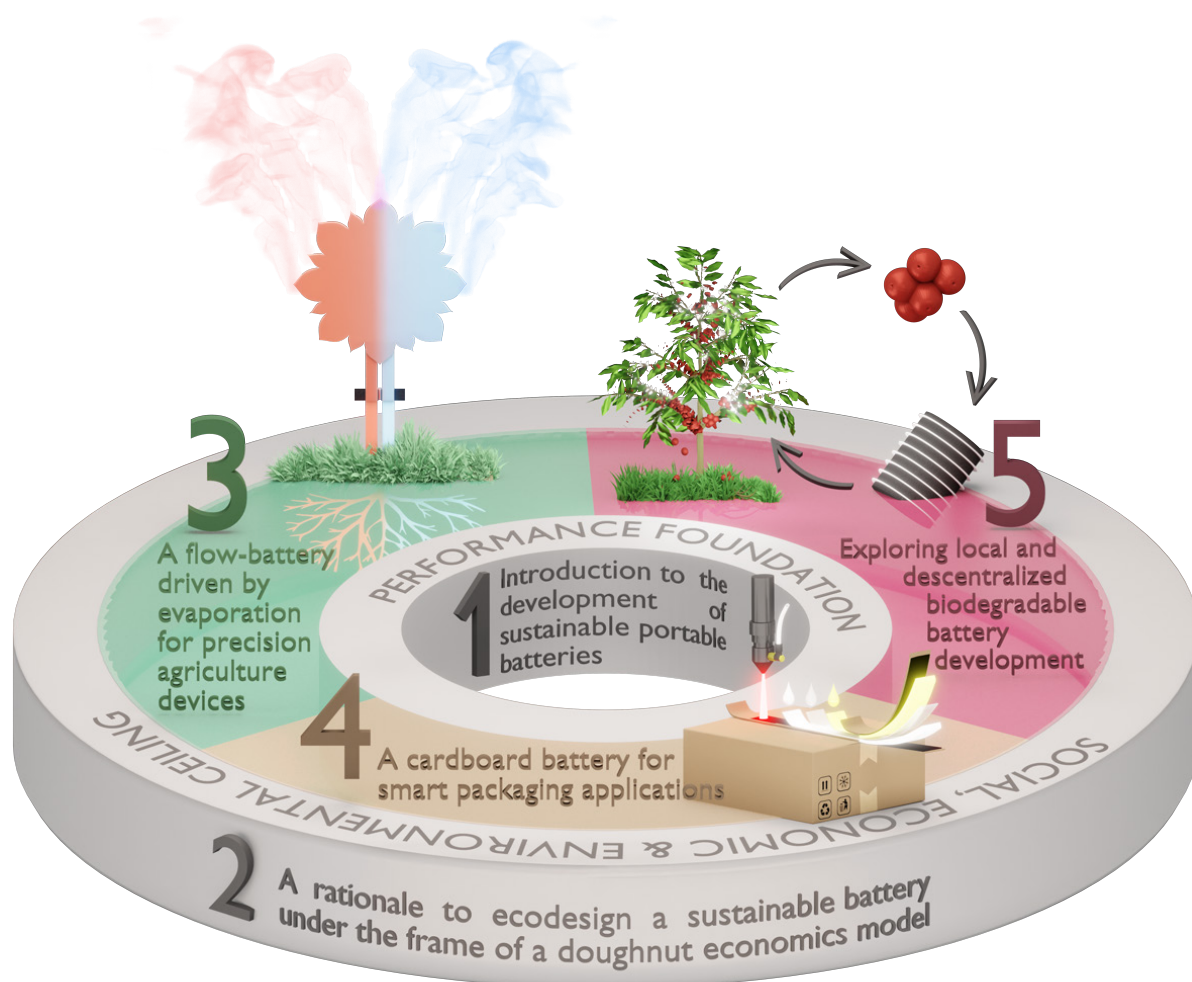 3
A flow-battery
driven by
evaporation
for precision
agriculture
devices
5
Exploring local and
descentralized
biodegradable
battery
development
PERFORMANCE FOUNDATION
1
Introduction to the
development of
sustainable portable
batteries
4
A cardboard battery for
smart packaging applications
SOCIAL, ECONOMIC & ENVIRONMENTAL CEILING
2
A rationale to ecodesign a sustainable battery
under the frame of a doughnut economics model